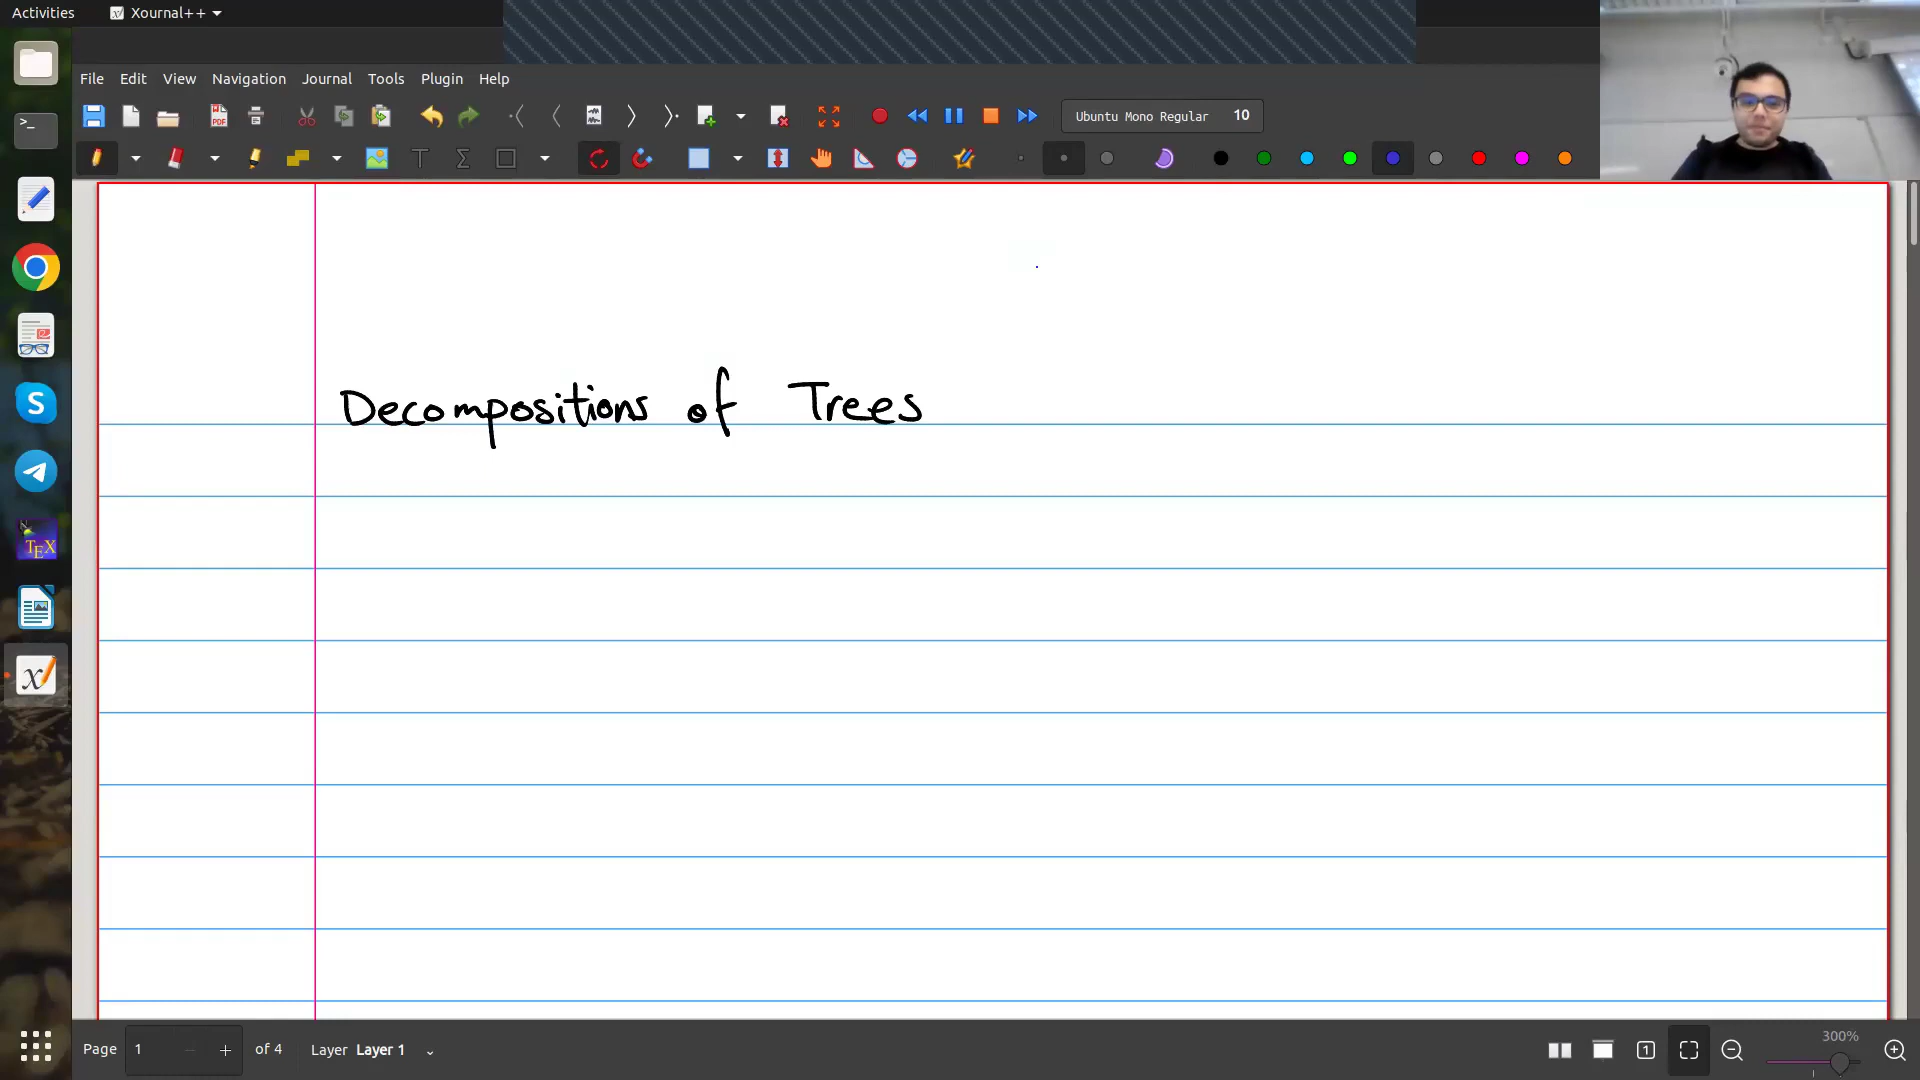 Activities Xournal++
File Edit View Navigation Journal Tools Plugin Help
Ubuntu Mono Regular 10
Decompositions of Trees
Page 1 of 4 Layer Layer 1
300%